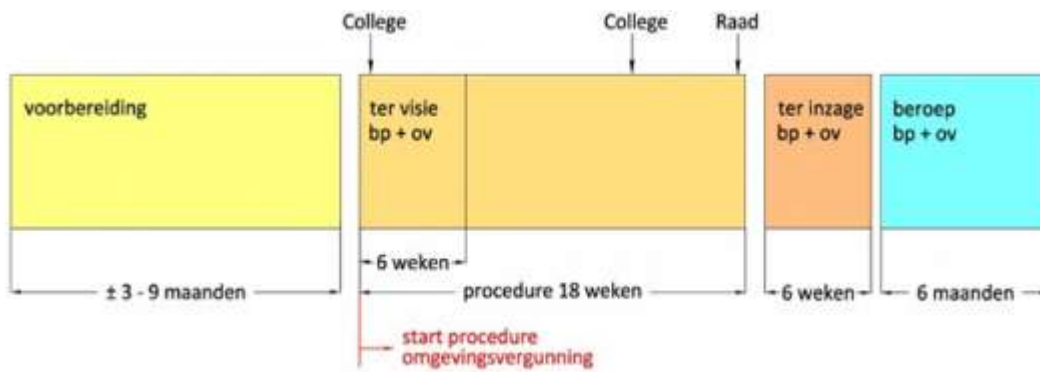 College
College
Raad
voorbereiding
ter visie
bp + ov
ter inzage
bp + ov
beroep
bp + ov
6 weken
± 3 - 9 maanden
procedure 18 weken
6 weken
6 maanden
start procedure
omgevingsvergunning